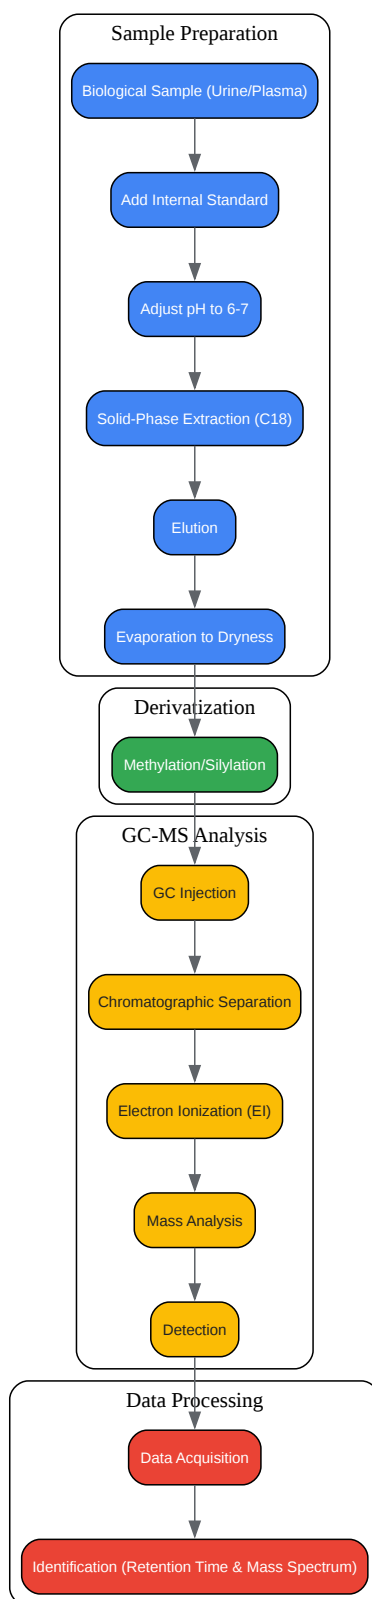 Sample Preparation
Biological Sample (Urine/Plasma)
Add Internal Standard
Adjust pH to 6-7
Solid-Phase Extraction (C18)
Elution
Evaporation to Dryness
Derivatization
Methylation/Silylation
GC-MS Analysis
GC Injection
Chromatographic Separation
Electron Ionization (EI)
Mass Analysis
Detection
Data Processing
Data Acquisition
Identification (Retention Time & Mass Spectrum)